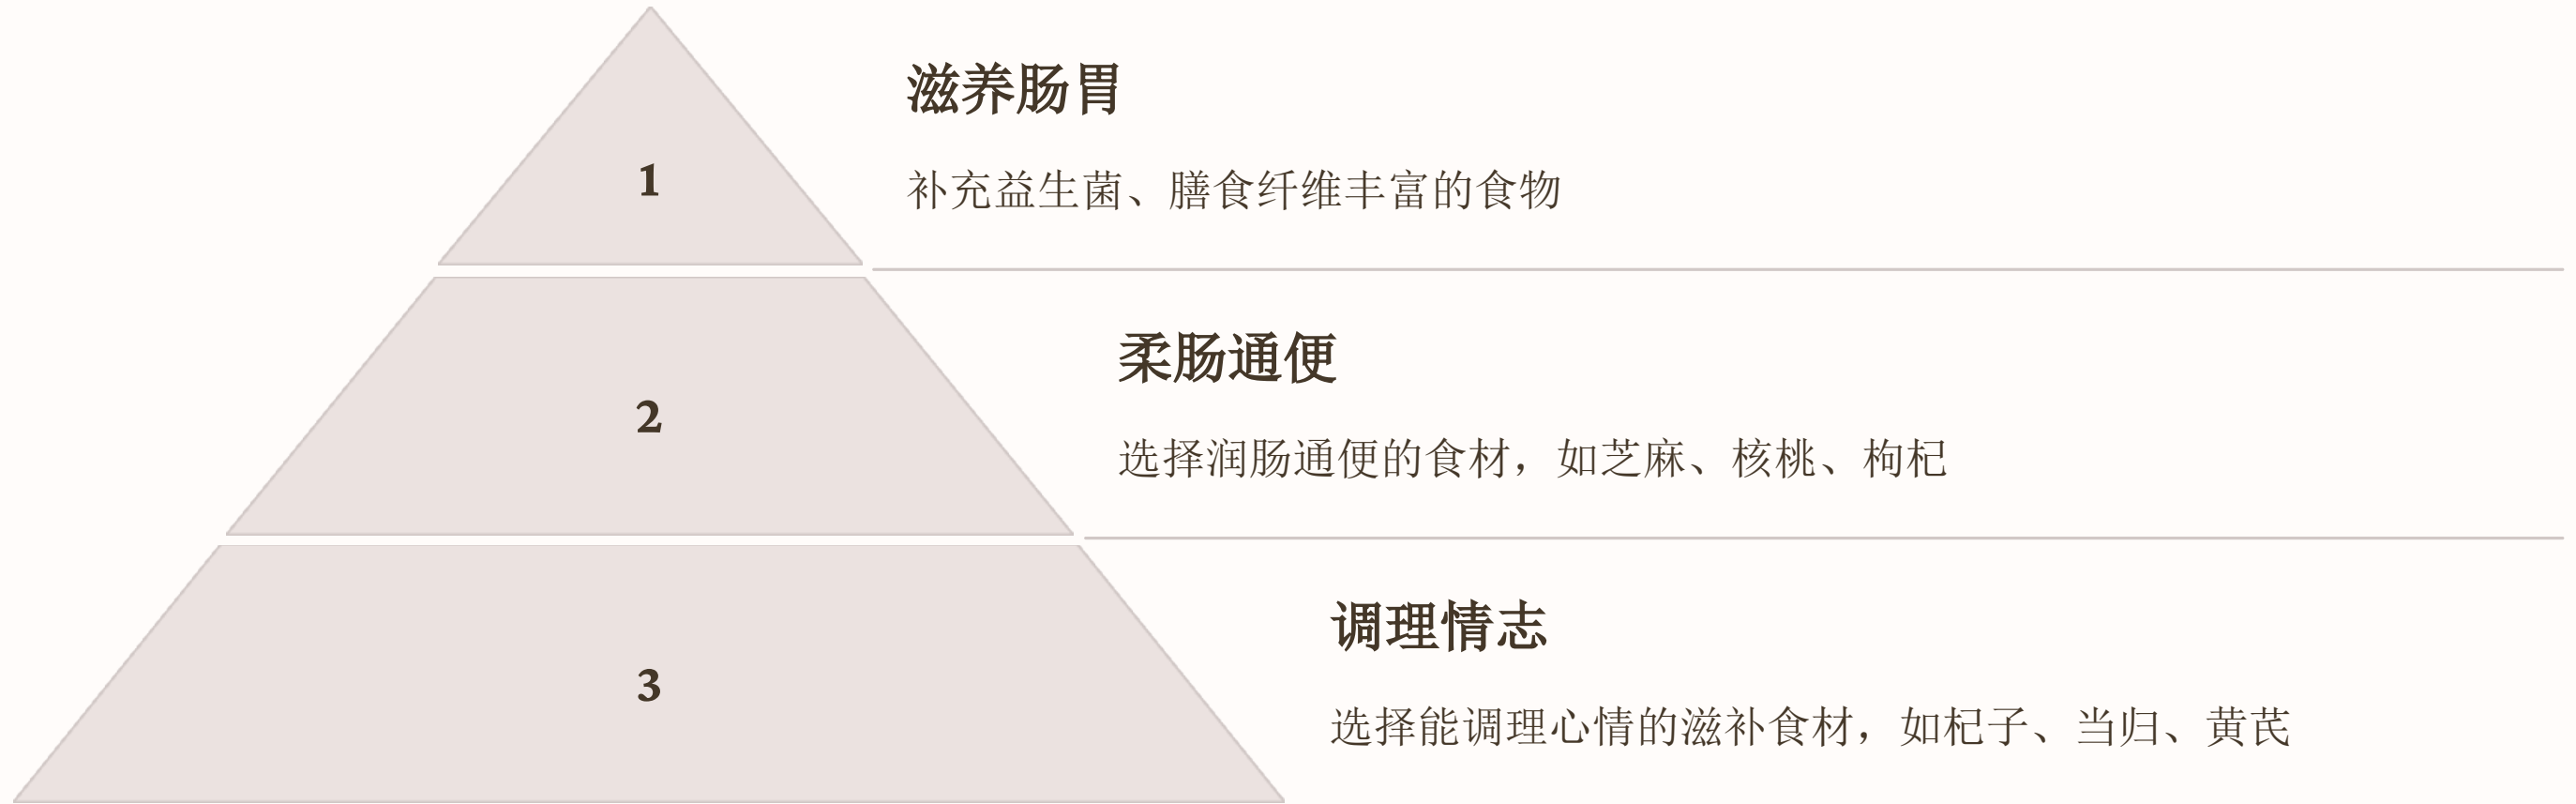 滋养肠胃
1
补充益生菌、膳食纤维丰富的食物
柔肠通便
2
选择润肠通便的食材，如芝麻、核桃、枸杞
调理情志
3
选择能调理心情的滋补食材，如杞子、当归、黄芪